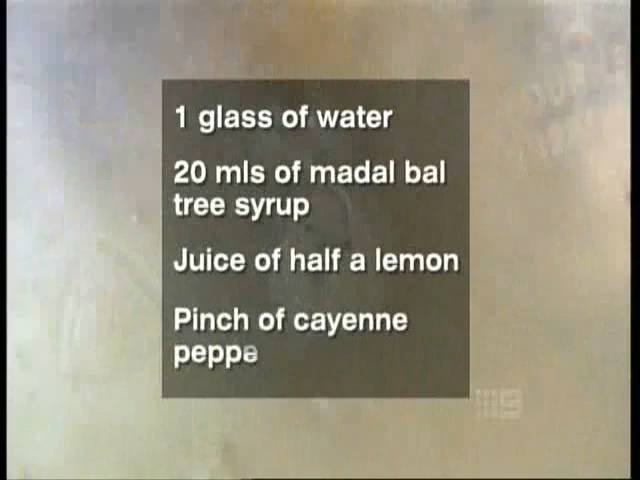 1 glass of water
20 mls of madal bal
tree syrup
Juice of half a lemon
Pinch of cayenne
peppe